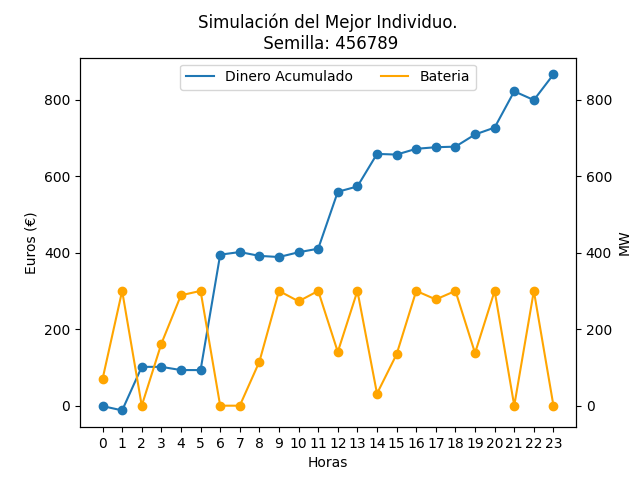 Simulación del Mejor Individuo.
Semilla: 456789
Dinero Acumulado
Bateria
800
600
400
200
0
Euros (€)
800
600
400
200
0
MW
0 1 2 3 4 5 6 7 8 9 10 11 12 13 14 15 16 17 18 19 20 21 22 23
Horas